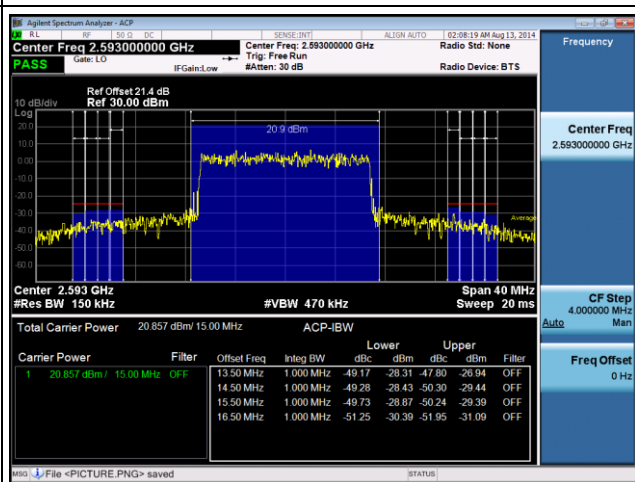 Agilent Spectrum Analyzer - ACP
RL RF 50 Ω DC SENSE:INT ALIGN AUTO 02:08:19 AM Aug 13, 2014
Center Freq 2.593000000 GHz Center Freq: 2.593000000 GHz Radio Std: None
PASS Gate: LO IFGain:Low Trig: Free Run #Atten: 30 dB Radio Device: BTS
Ref Offset 21.4 dB
10 dB/div Ref 30.00 dBm
Log
20.0
10.0
0.00
-10.0
-20.0
-30.0
-40.0
-50.0
-60.0
20.9 dBm
Average
Center 2.593 GHz Span 40 MHz
#Res BW 150 kHz #VBW 470 kHz Sweep 20 ms
Total Carrier Power 20.857 dBm/ 15.00 MHz ACP-IBW
Lower Upper
Carrier Power Filter Offset Freq Integ BW dBc dBm dBc dBm Filter
1 20.857 dBm / 15.00 MHz OFF 13.50 MHz 1.000 MHz -49.17 -28.31 -47.80 -26.94 OFF
14.50 MHz 1.000 MHz -49.28 -28.43 -50.30 -29.44 OFF
15.50 MHz 1.000 MHz -49.73 -28.87 -50.24 -29.39 OFF
16.50 MHz 1.000 MHz -51.25 -30.39 -51.95 -31.09 OFF
MSG File <PICTURE.PNG> saved STATUS
Frequency
Center Freq
2.593000000 GHz
CF Step
4.000000 MHz
Auto Man
Freq Offset
0 Hz